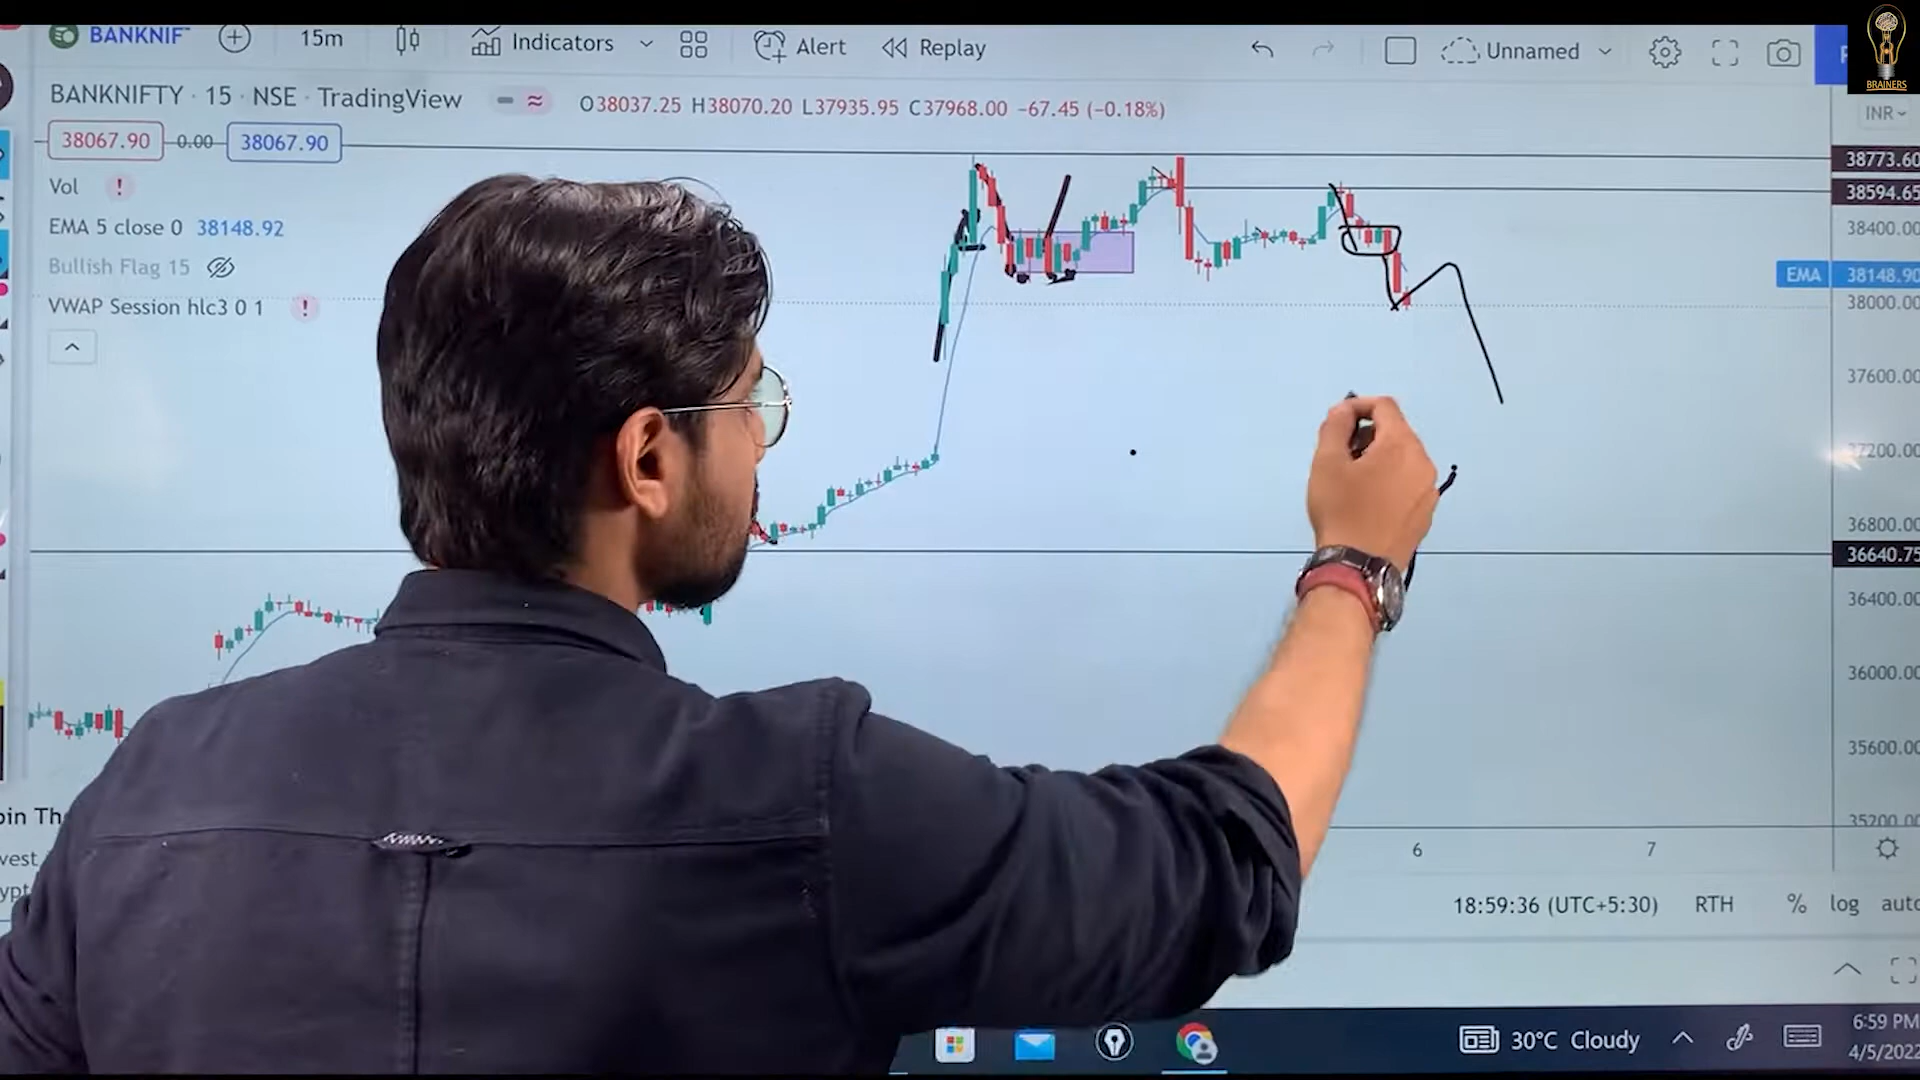 BANKNIF
15m
Indicators
Alert
Replay
Unnamed
BRAINERS
BANKNIFTY · 15 · NSE · TradingView
O38037.25 H38070.20 L37935.95 C37968.00 −67.45 (−0.18%)
INR
38067.90
0.00
38067.90
38773.60
Vol
38594.65
EMA 5 close 0 38148.92
38400.00
Bullish Flag 15
EMA 38148.90
VWAP Session hlc3 0 1
38000.00
37600.00
37200.00
36800.00
36640.75
36400.00
36000.00
35600.00
35200.00
6
7
18:59:36 (UTC+5:30)
RTH
%
log
30°C Cloudy
6:59 PM
4/5/2022